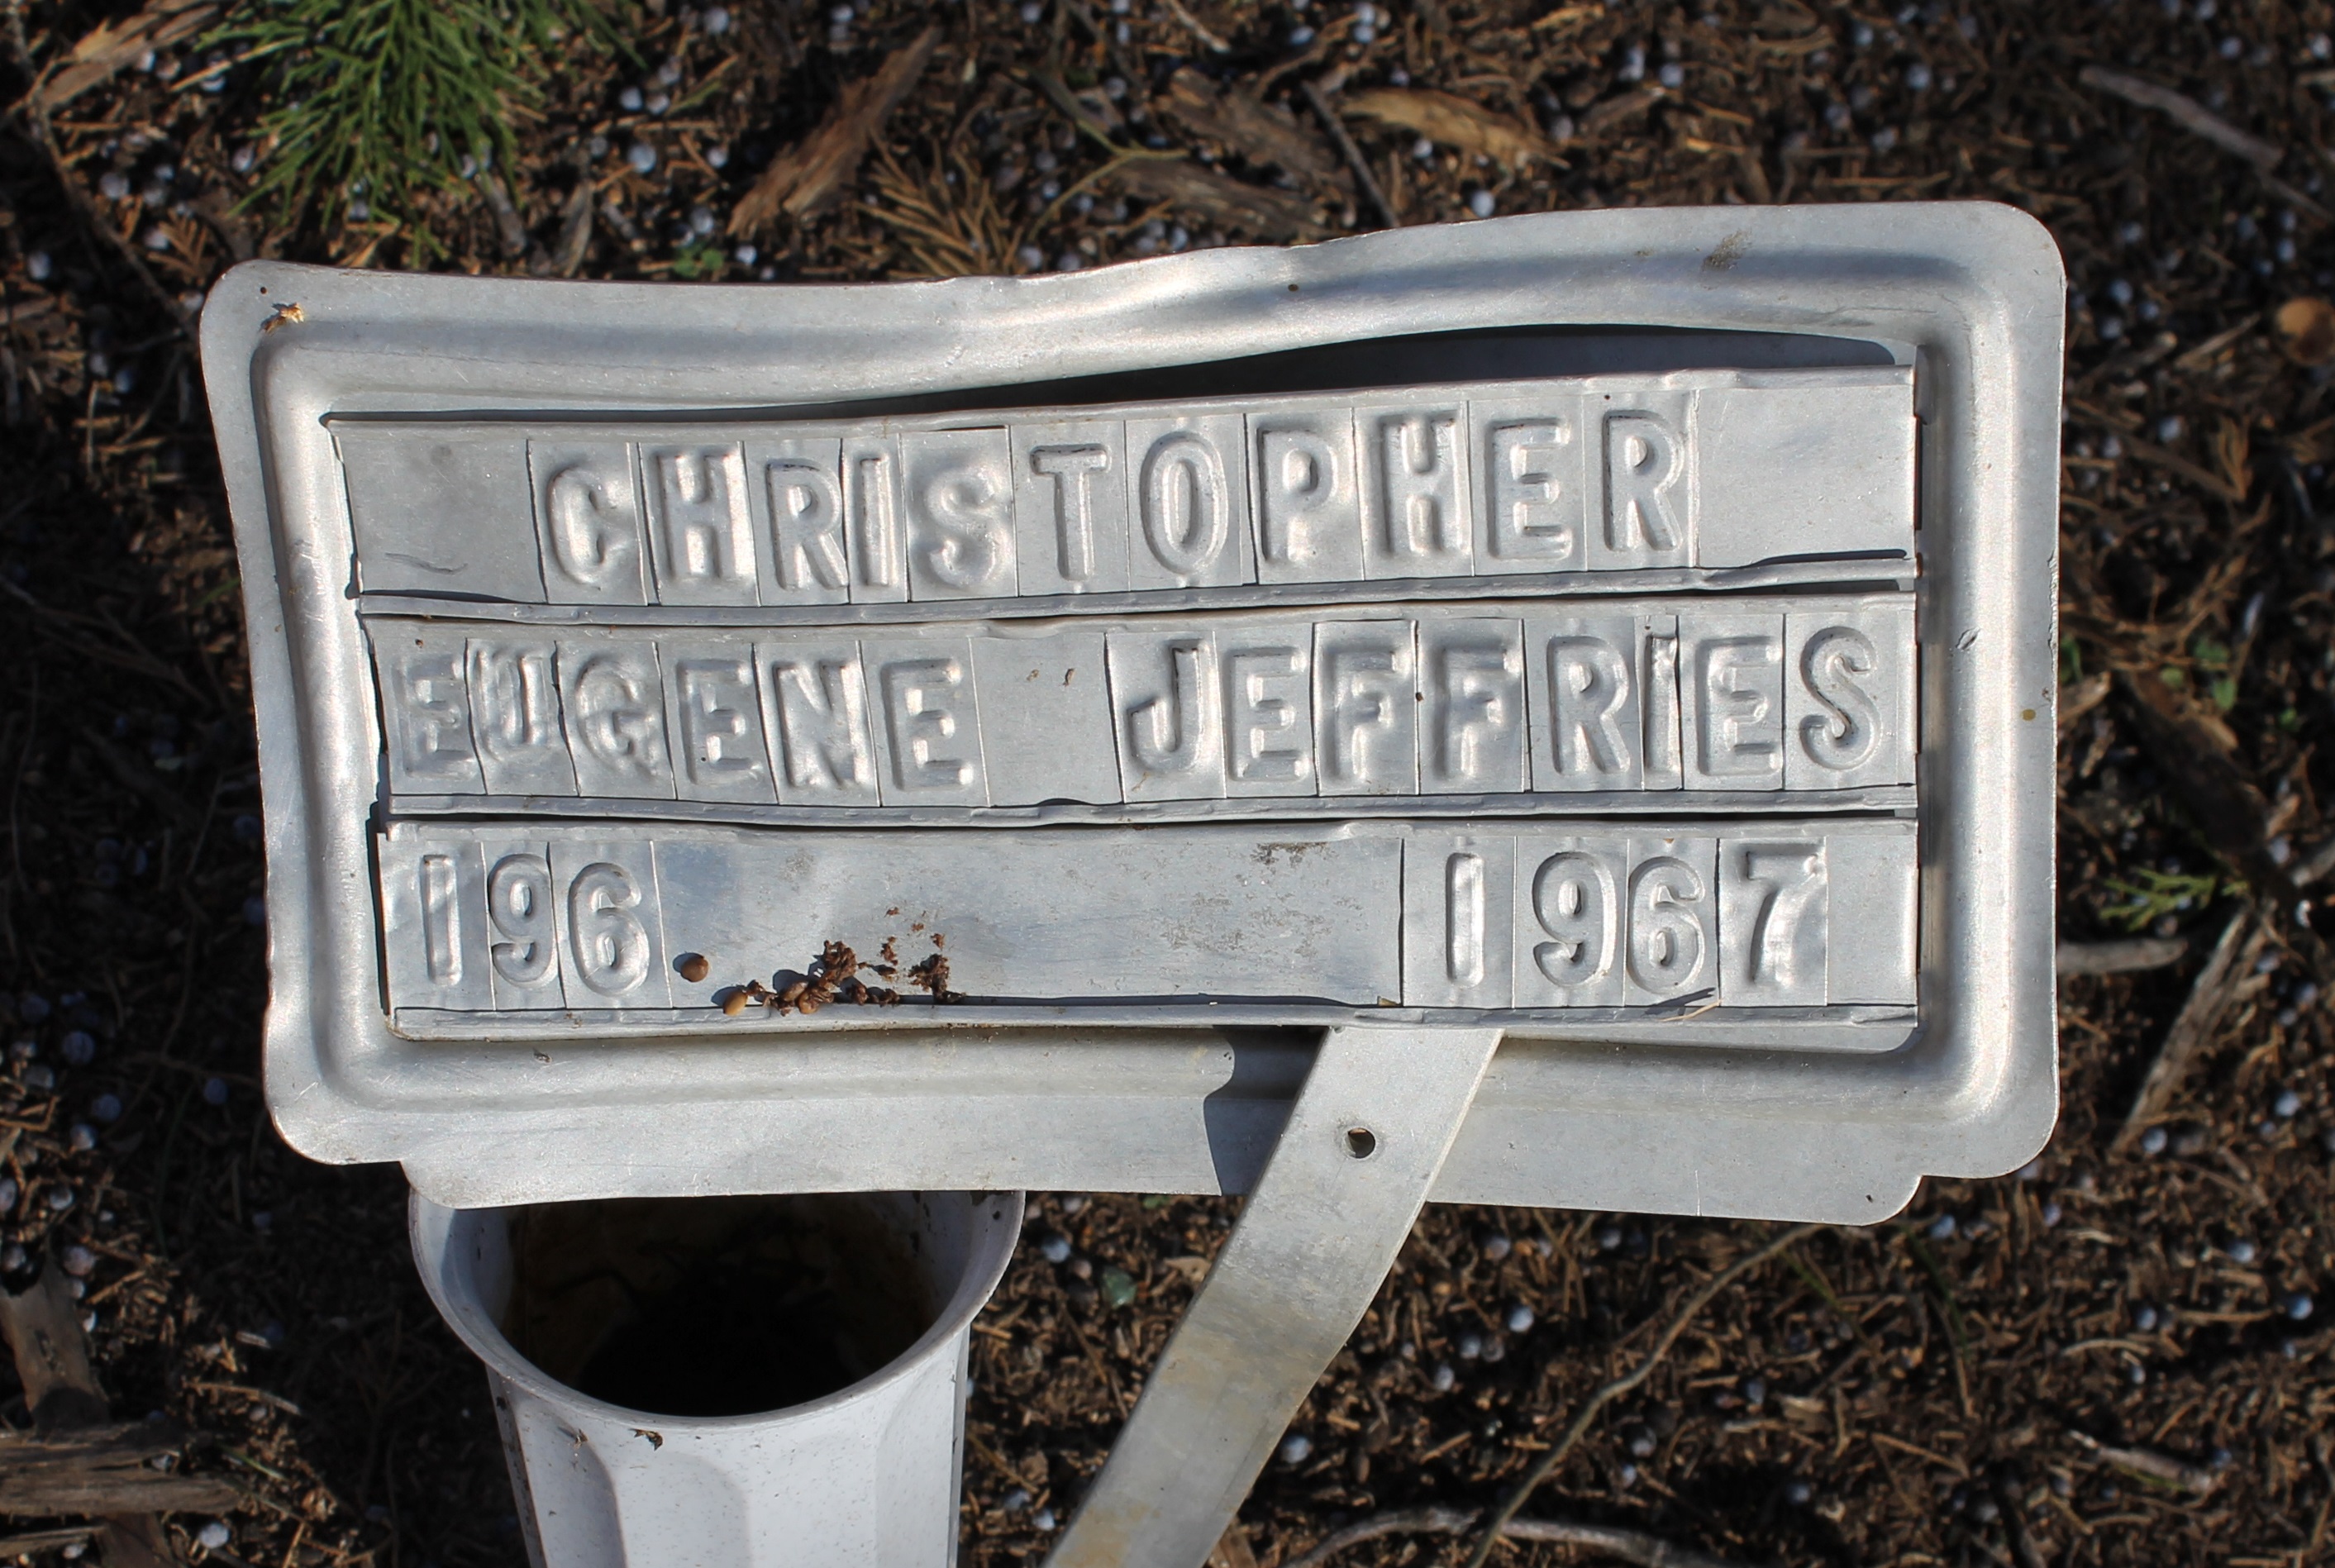 CHRISTOPHER
EUGENE JEFFRIES
196 1967